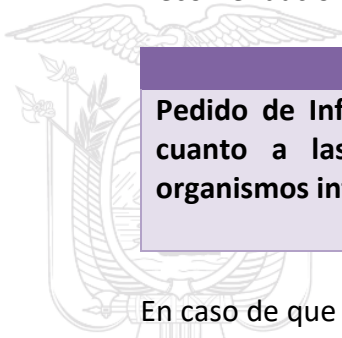 Pedido de Inf
cuanto a las
organismos in
En caso de que